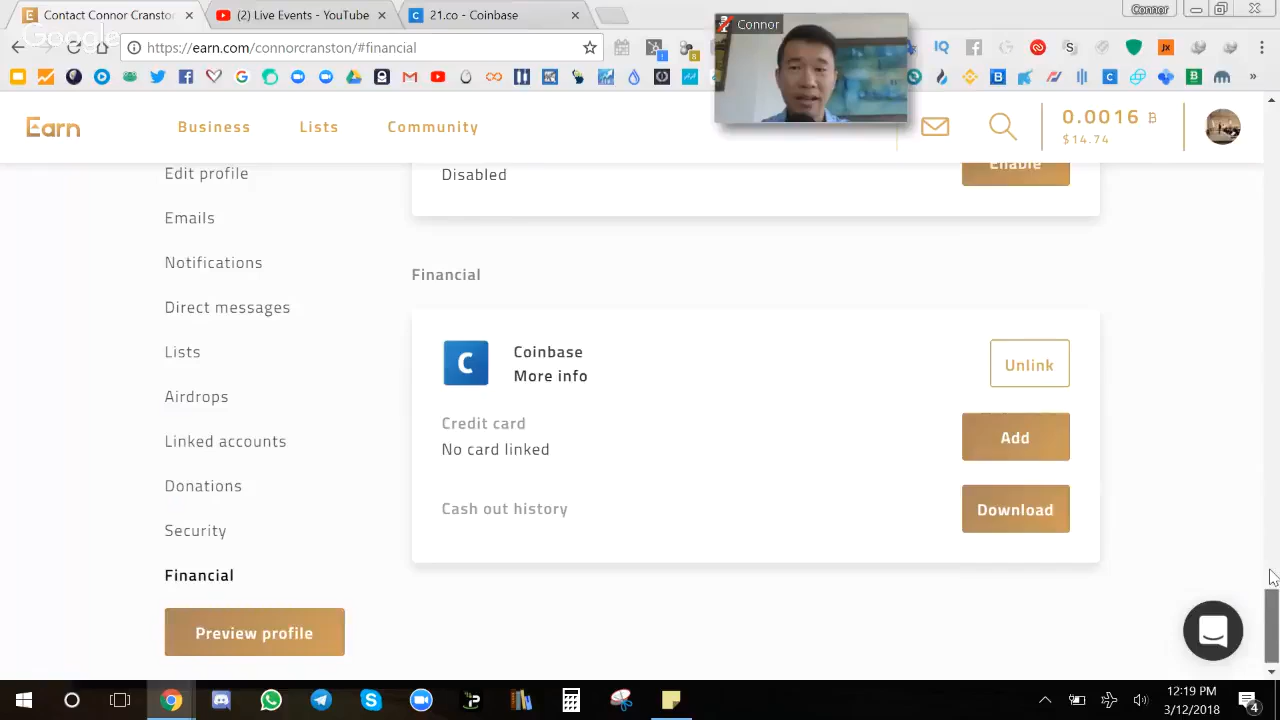 Contact Connor Cranston
(2) Live Events - YouTube
21.co - Coinbase
Connor
Connor
Google
https://earn.com/connorcranston/#financial
Earn
Business
Lists
Community
0.0016 B
$14.74
Edit profile
Emails
Notifications
Direct messages
Lists
Airdrops
Linked accounts
Donations
Security
Financial
Preview profile
Disabled
Enable
Financial
C
Coinbase
More info
Unlink
Credit card
No card linked
Add
Cash out history
Download
12:19 PM
3/12/2018
4